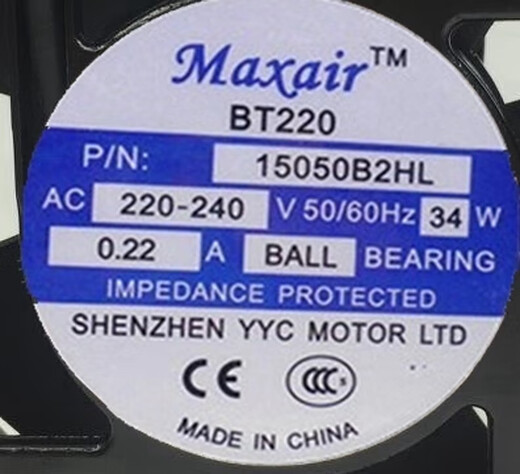 Maxair™
BT220
P/N: 15050B2HL
AC 220-240 V 50/60Hz 34 W
0.22 A BALL BEARING
IMPEDANCE PROTECTED
SHENZHEN YYC MOTOR LTD
CE CCC S
MADE IN CHINA